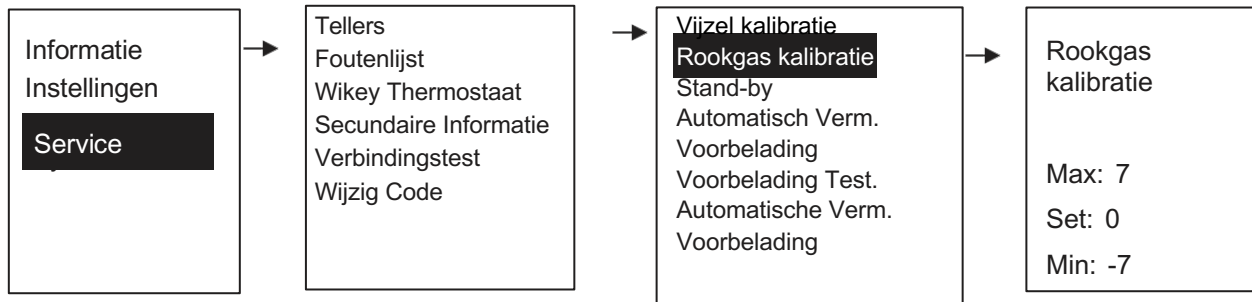 Informatie
Instellingen
Service
Tellers
Foutenlijst
Wikey Thermostaat
Secundaire Informatie
Verbindingstest
Wijzig Code
Vijzel kalibratie
Rookgas kalibratie
Stand-by
Automatisch Verm.
Voorbelading
Voorbelading Test.
Automatische Verm.
Voorbelading
Rookgas
kalibratie
Max: 7
Set: 0
Min: -7